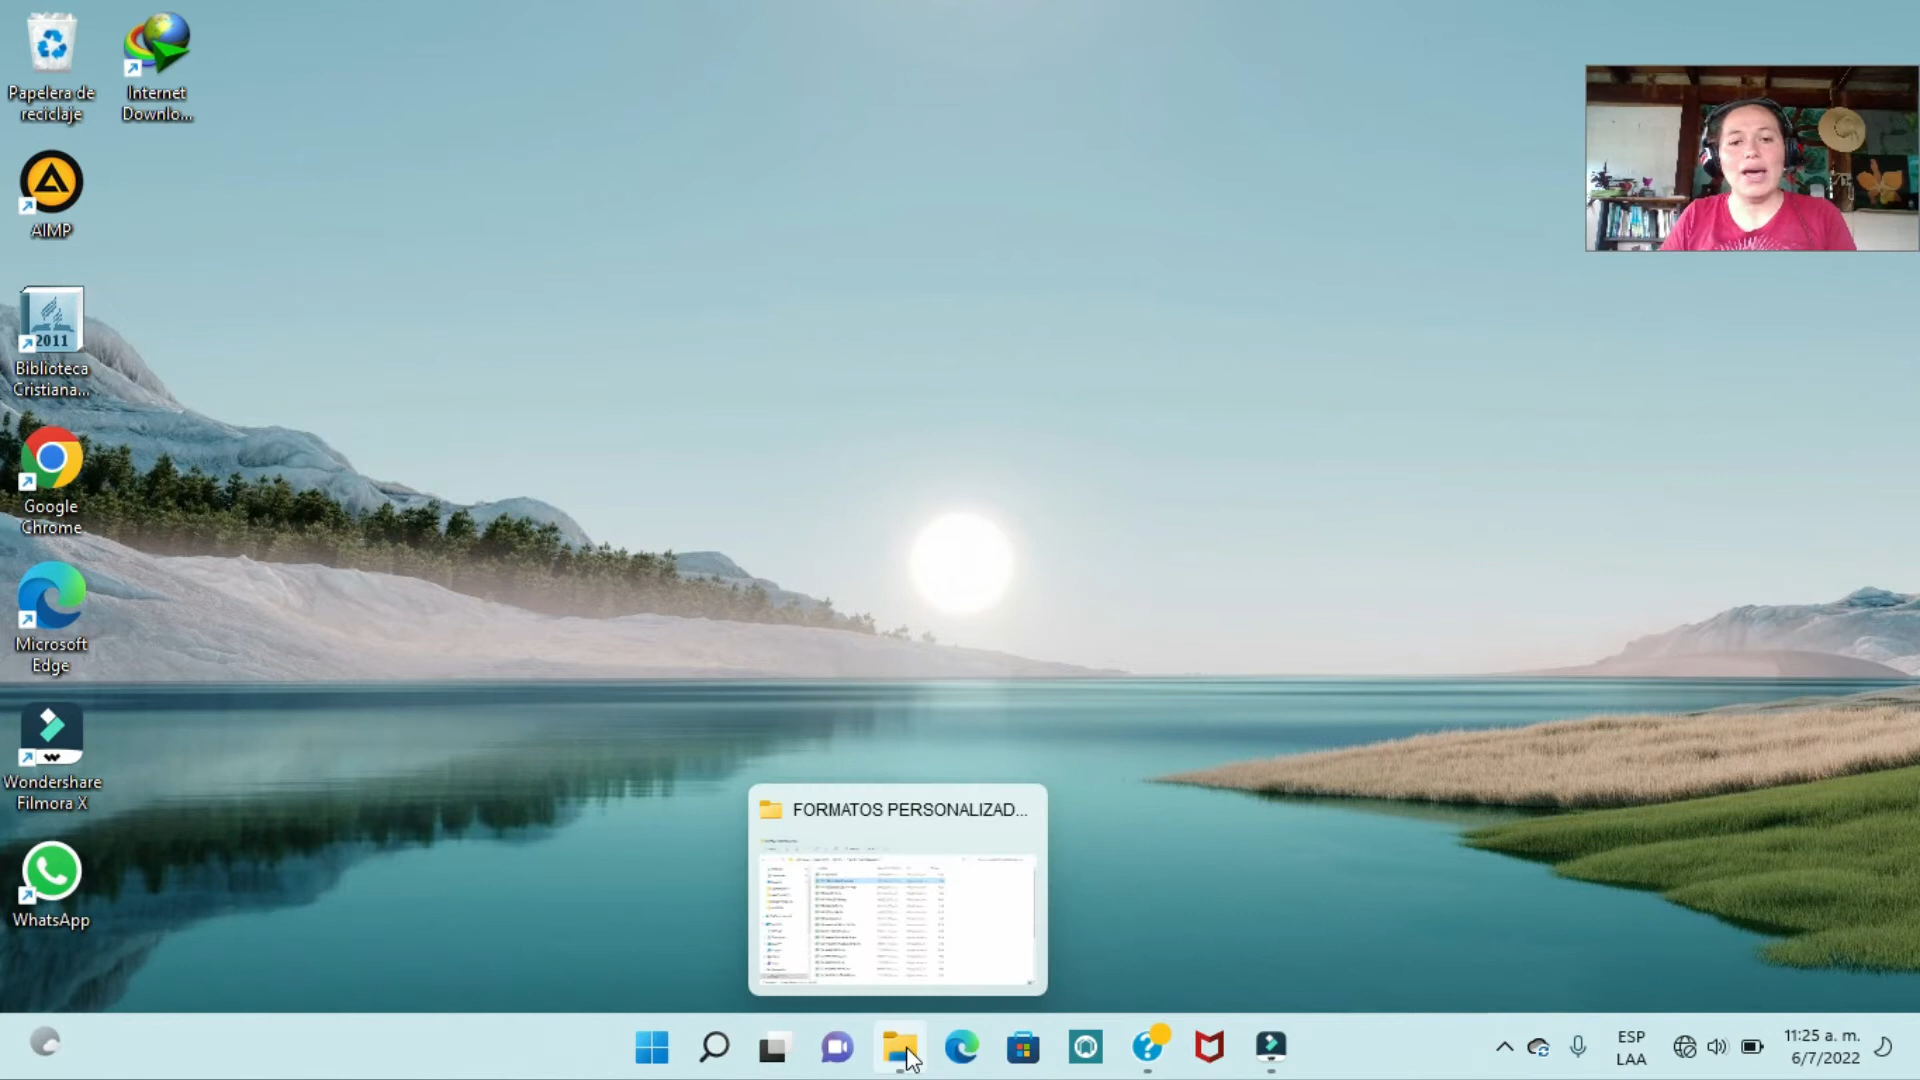 Papelera de
reciclaje
Internet
Downlo...
AIMP
2011
Biblioteca
Cristiana...
Google
Chrome
Microsoft
Edge
Wondershare
Filmora X
WhatsApp
FORMATOS PERSONALIZAD...
ESP
LAA
11:25 a. m.
6/7/2022